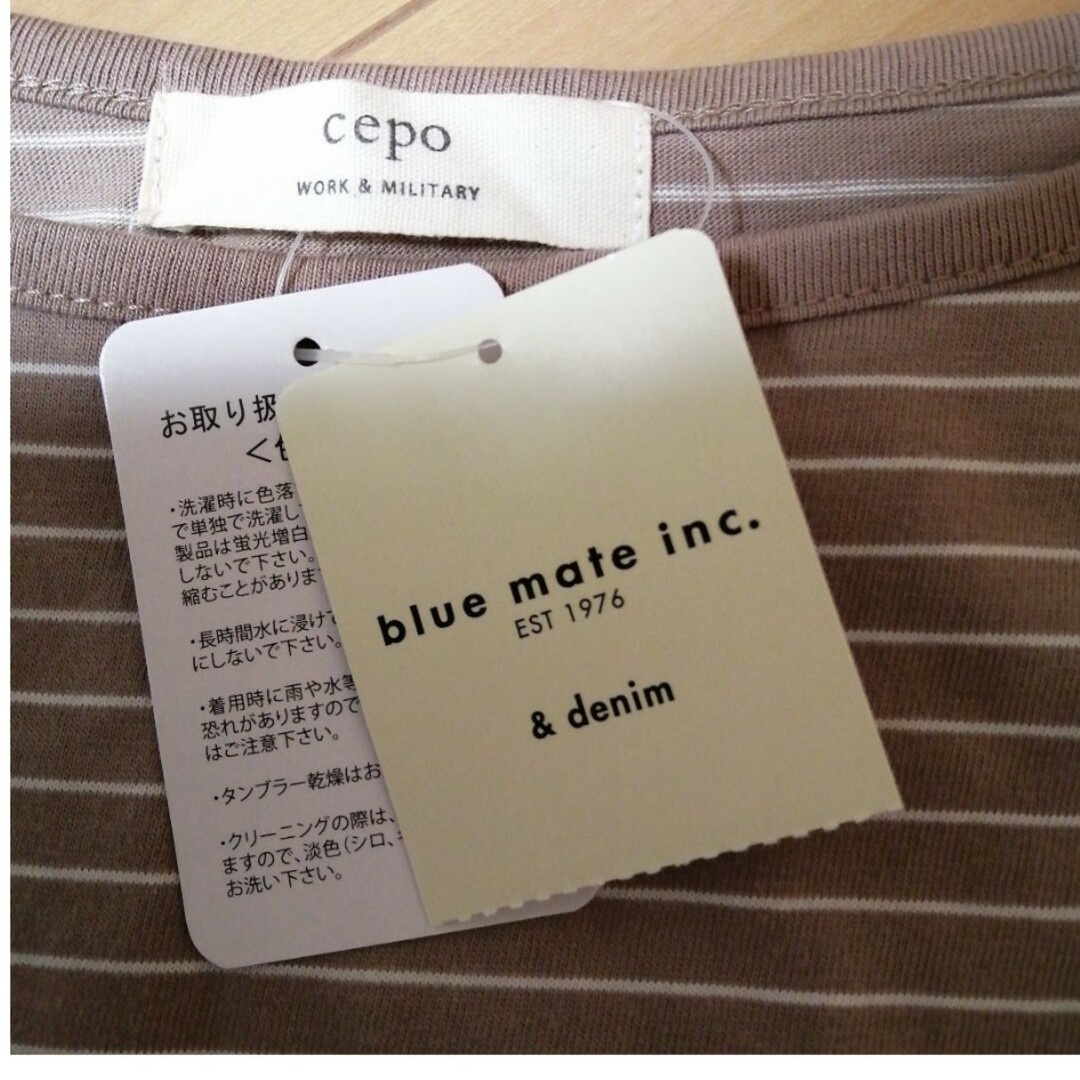 cepo
WORK & MILITARY
お取り扱
<
・洗濯時に色落
で単独で洗濯し
製品は蛍光増白
しないで下さい。
縮むことがありま
・長時間水に浸けて
にしないで下さい。
・着用時に雨や水等
恐れがありますので
はご注意下さい。
・タンブラー乾燥はお
・クリーニングの際は、
ますので、淡色(シロ、
お洗い下さい。
blue mate inc.
EST 1976
& denim